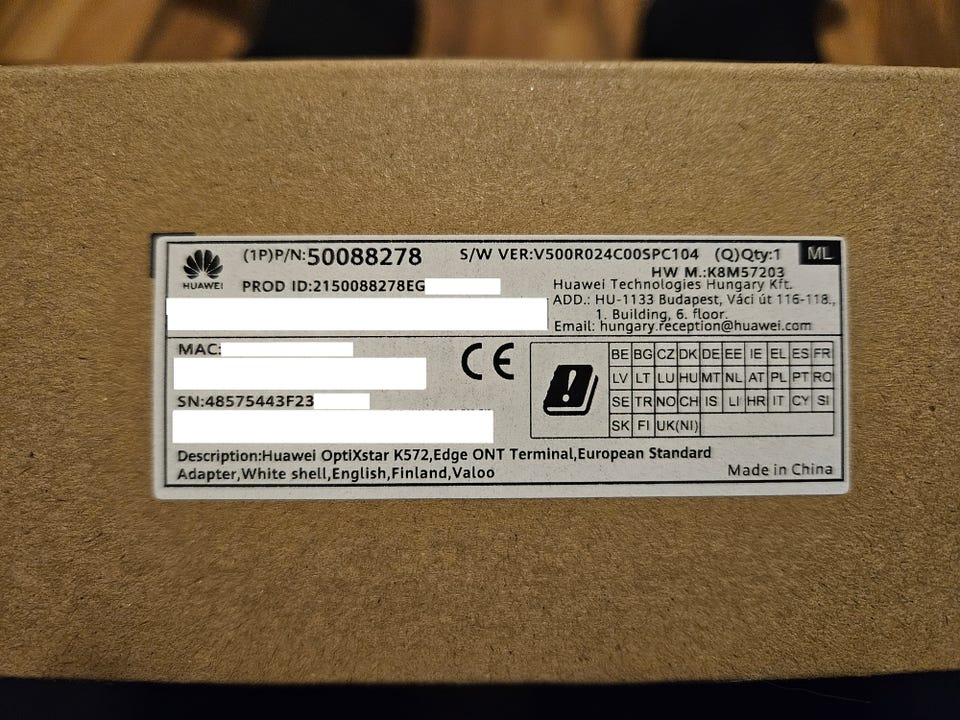 HUAWEI
(1P)P/N:50088278
S/W VER:V500R024C00SPC104 (Q)Qty:1
ML
PROD ID:2150088278EG
HW M.:K8M57203
Huawei Technologies Hungary Kft.
ADD.: HU-1133 Budapest, Váci út 116-118.,
1. Building, 6. floor.
Email: hungary.reception@huawei.com
MAC:
SN:48575443F23
CE
BE BG CZ DK DE EE IE EL ES FR
LV LT LU HU MT NL AT PL PT RO
SE TR NO CH IS LI HR IT CY SI
SK FI UK(NI)
Description:Huawei OptiXstar K572,Edge ONT Terminal,European Standard
Adapter,White shell,English,Finland,Valoo
Made in China